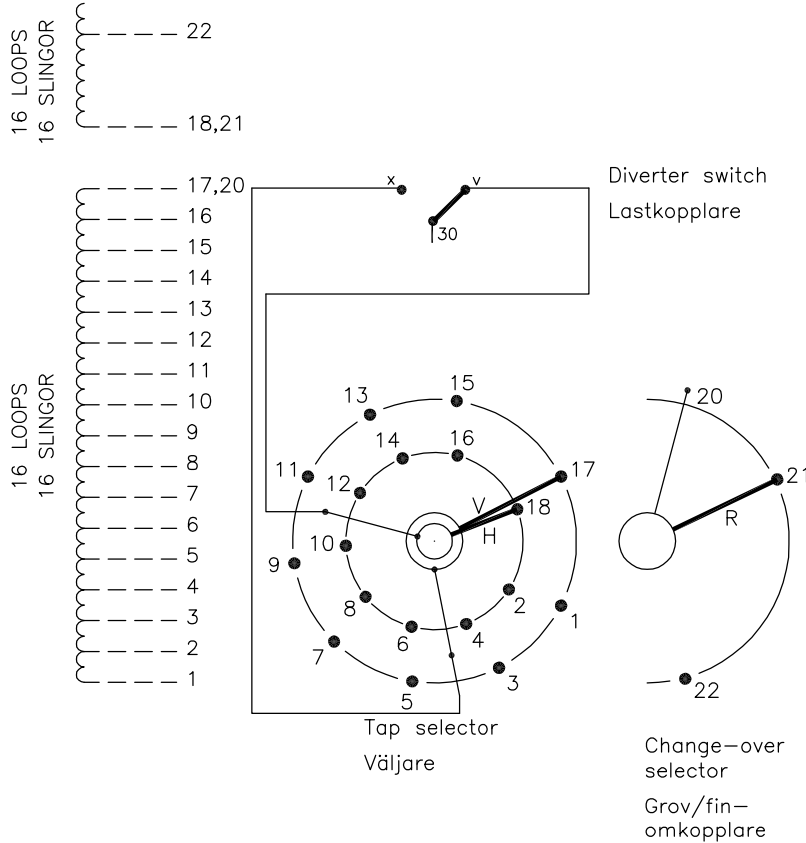 16 LOOPS
16 SLINGOR
22
18,21
17,20
16
15
14
13
12
11
10
9
8
7
6
5
4
3
2
1
16 LOOPS
16 SLINGOR
x
v
30
Diverter switch
Lastkopplare
13
15
11
17
14
16
12
18
V
H
10
9
8
2
1
6
4
7
3
5
Tap selector
Väljare
20
21
R
22
Change-over
selector
Grov/fin-
omkopplare